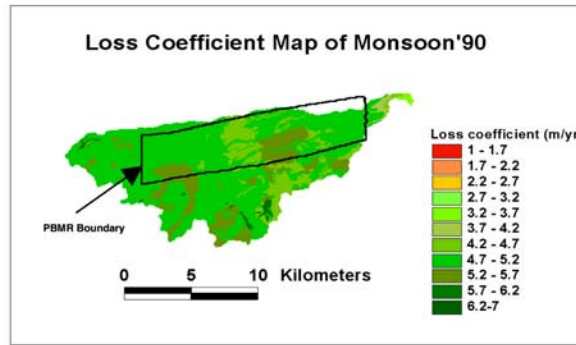 Loss Coefficient Map of Monsoon'90
Loss coefficient (m/yr
1 - 1.7
1.7 - 2.2
2.2 - 2.7
2.7 - 3.2
3.2 - 3.7
3.7 - 4.2
4.2 - 4.7
4.7 - 5.2
5.2 - 5.7
5.7 - 6.2
6.2-7
PBMR Boundary
0 5 10 Kilometers